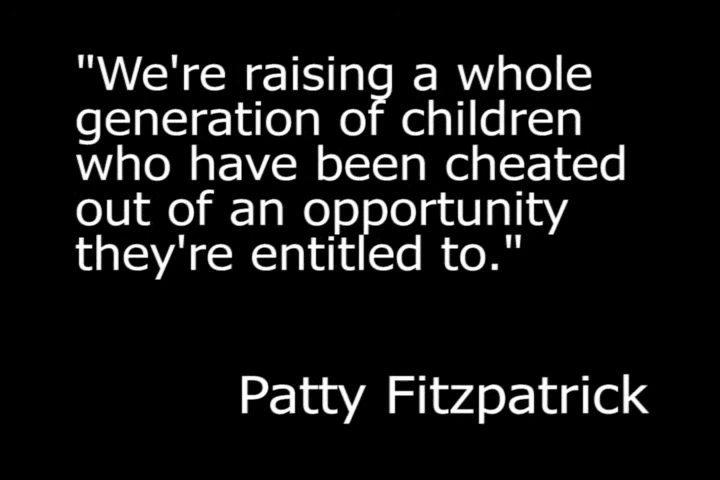 "We're raising a whole
generation of children
who have been cheated
out of an opportunity
they're entitled to."
Patty Fitzpatrick